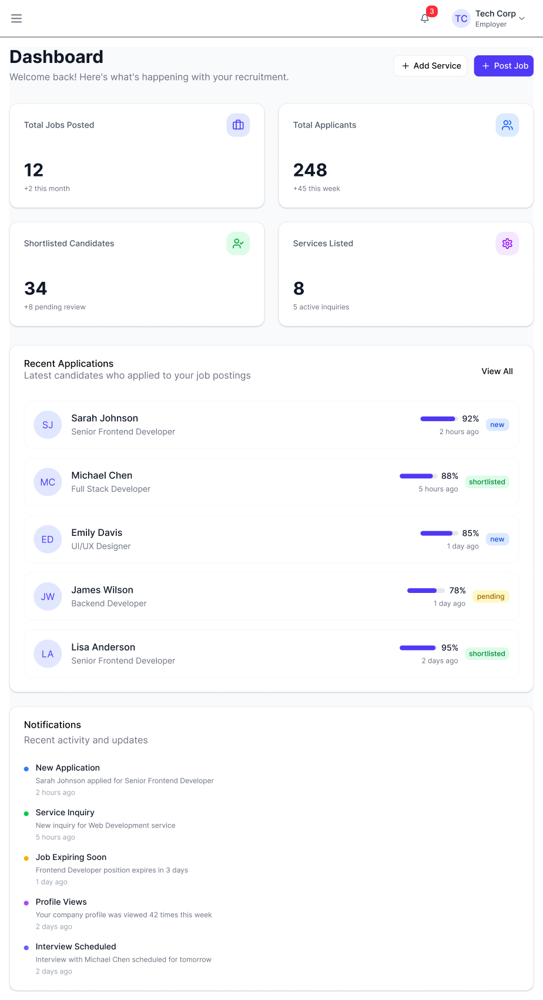 3
TC
Tech Corp
Employer
Dashboard
Welcome back! Here's what's happening with your recruitment.
+ Add Service
+ Post Job
Total Jobs Posted
12
+2 this month
Total Applicants
248
+45 this week
Shortlisted Candidates
34
+8 pending review
Services Listed
8
5 active inquiries
Recent Applications
Latest candidates who applied to your job postings
View All
SJ
Sarah Johnson
Senior Frontend Developer
92%
2 hours ago
new
MC
Michael Chen
Full Stack Developer
88%
5 hours ago
shortlisted
ED
Emily Davis
UI/UX Designer
85%
1 day ago
new
JW
James Wilson
Backend Developer
78%
1 day ago
pending
LA
Lisa Anderson
Senior Frontend Developer
95%
2 days ago
shortlisted
Notifications
Recent activity and updates
New Application
Sarah Johnson applied for Senior Frontend Developer
2 hours ago
Service Inquiry
New inquiry for Web Development service
5 hours ago
Job Expiring Soon
Frontend Developer position expires in 3 days
1 day ago
Profile Views
Your company profile was viewed 42 times this week
2 days ago
Interview Scheduled
Interview with Michael Chen scheduled for tomorrow
2 days ago